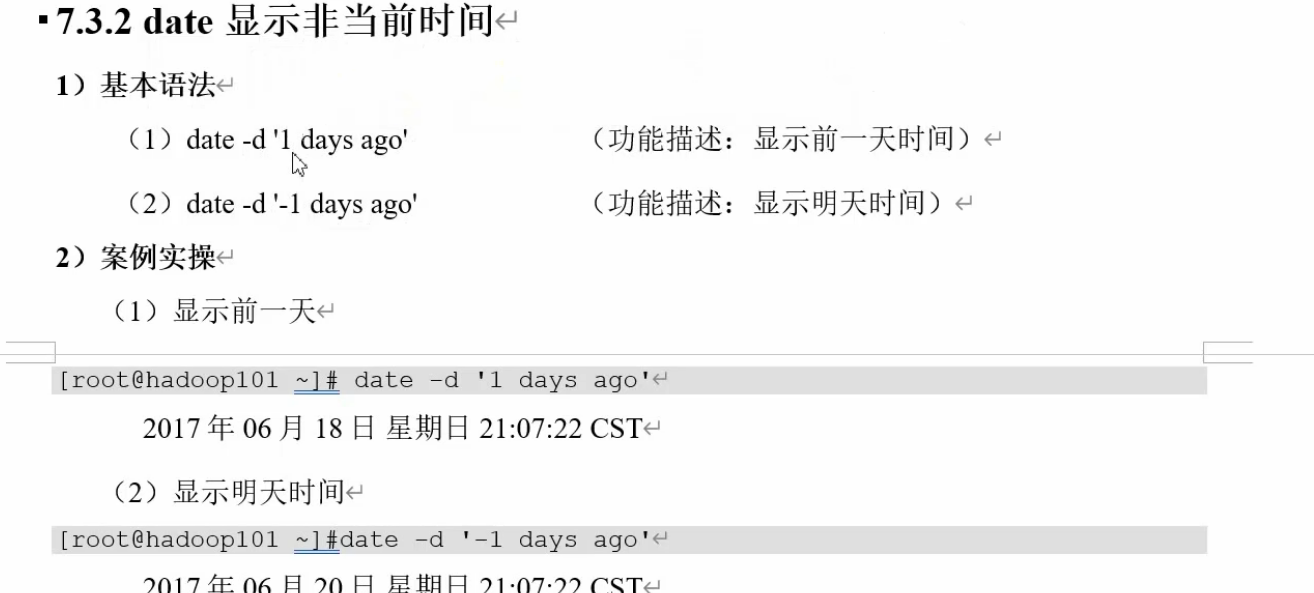 ▪7.3.2 date 显示非当前时间↵
1）基本语法↵
（1）date -d '1 days ago' （功能描述：显示前一天时间）↵
（2）date -d '-1 days ago' （功能描述：显示明天时间）↵
2）案例实操↵
（1）显示前一天↵
[root@hadoop101 ~]# date -d '1 days ago'↵
2017 年 06 月 18 日 星期日 21:07:22 CST↵
（2）显示明天时间↵
[root@hadoop101 ~]#date -d '-1 days ago'↵
2017 年 06 月 20 日 星期日 21:07:22 CST↵